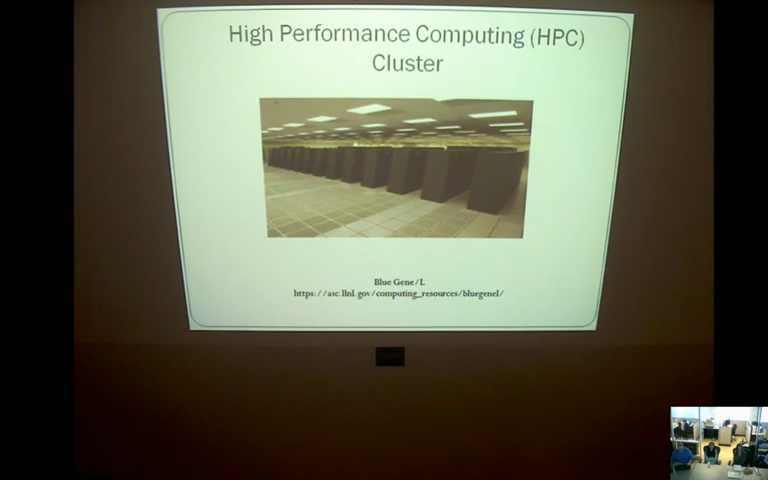 High Performance Computing (HPC)
Cluster
Blue Gene/L
https://asc.llnl.gov/computing_resources/bluegenel/